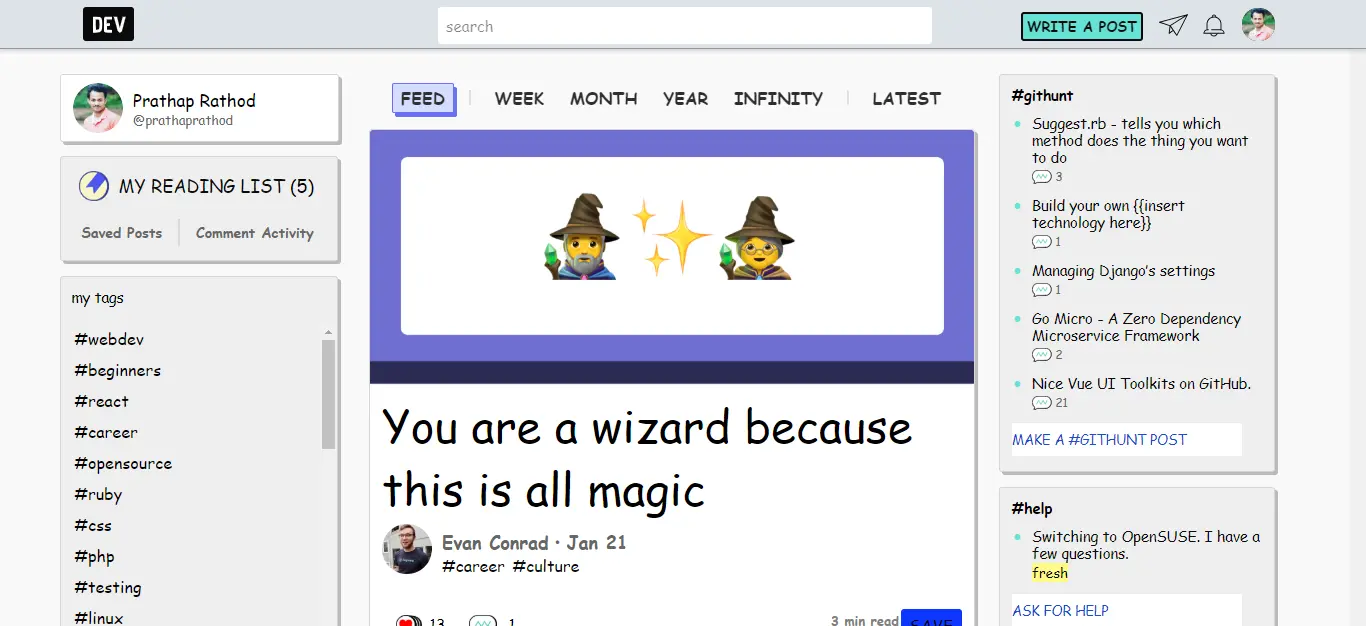 DEV
search
WRITE A POST
Prathap Rathod
@prathaprathod
MY READING LIST (5)
Saved Posts
Comment Activity
my tags
#webdev
#beginners
#react
#career
#opensource
#ruby
#css
#php
#testing
#linux
FEED
WEEK
MONTH
YEAR
INFINITY
LATEST
You are a wizard because
this is all magic
Evan Conrad · Jan 21
#career #culture
13
1
3 min read
SAVE
#githunt
Suggest.rb - tells you which
method does the thing you want
to do
3
Build your own {{insert
technology here}}
1
Managing Django's settings
1
Go Micro - A Zero Dependency
Microservice Framework
2
Nice Vue UI Toolkits on GitHub.
21
MAKE A #GITHUNT POST
#help
Switching to OpenSUSE. I have a
few questions.
fresh
ASK FOR HELP